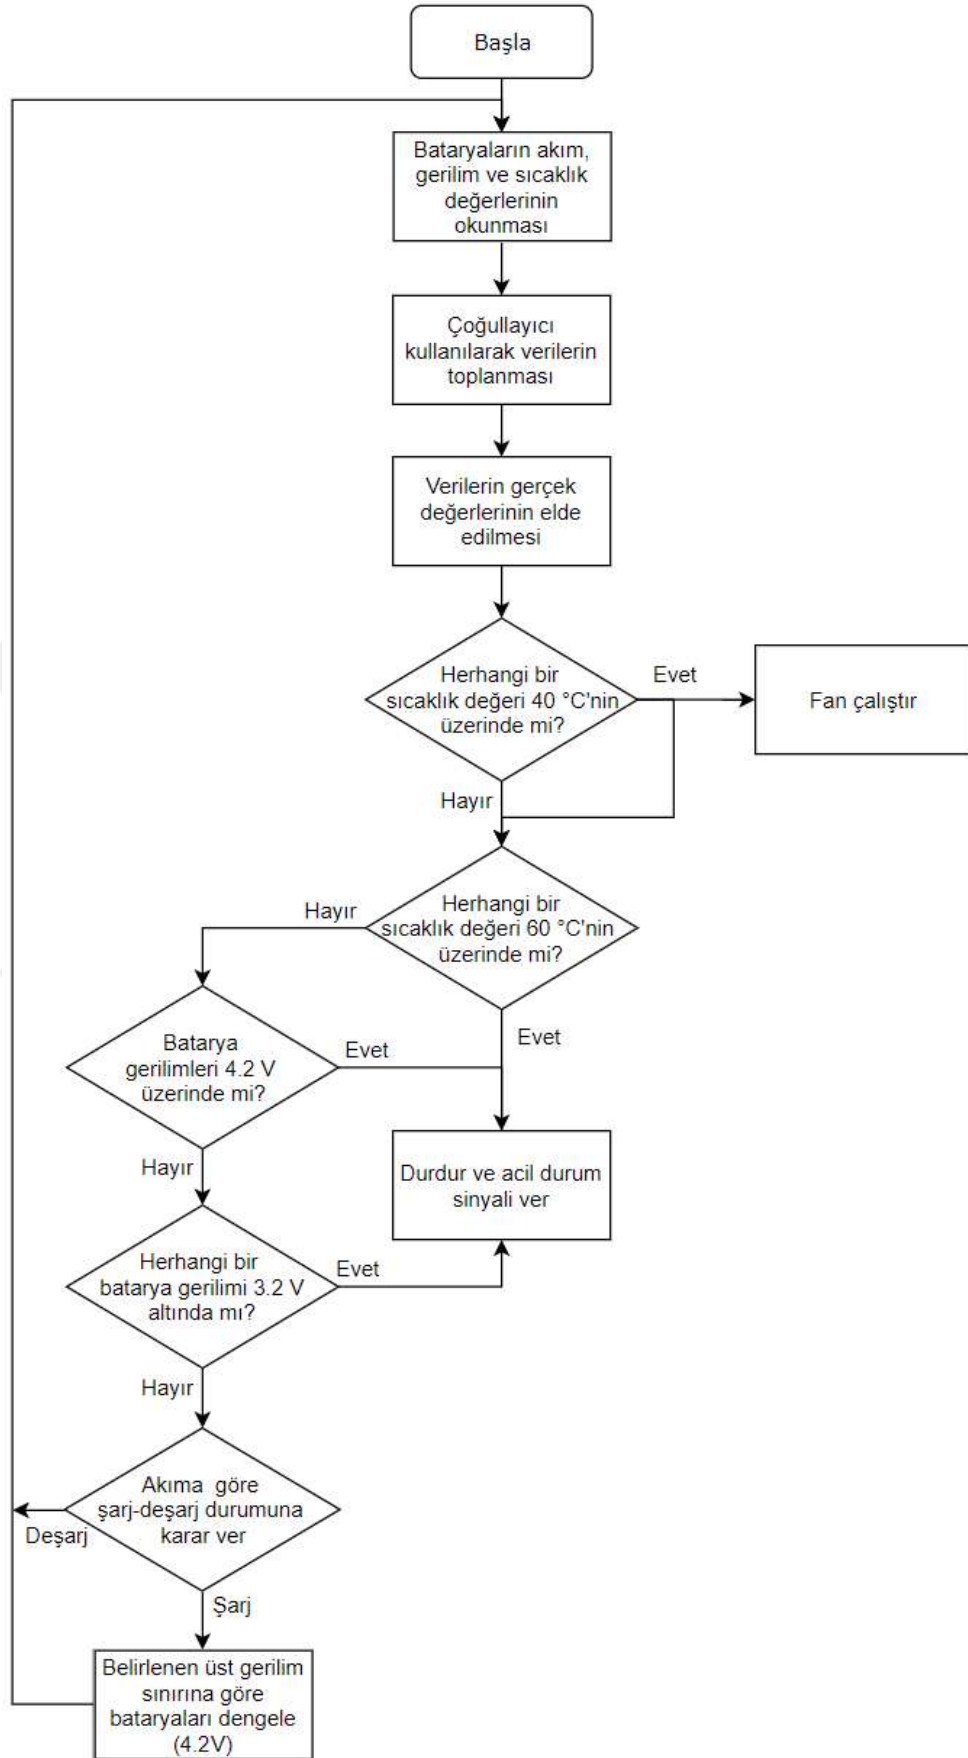 Başla
Bataryaların akım,
gerilim ve sıcaklık
değerlerinin
okunması
Çoğullayıcı
kullanılarak verilerin
toplanması
Verilerin gerçek
değerlerinin elde
edilmesi
Herhangi bir
sıcaklık değeri 40 °C'nin
üzerinde mi?
Evet
Fan çalıştır
Hayır
Herhangi bir
sıcaklık değeri 60 °C'nin
üzerinde mi?
Hayır
Evet
Batarya
gerilimleri 4.2 V
üzerinde mi?
Evet
Hayır
Durdur ve acil durum
sinyali ver
Herhangi bir
batarya gerilimi 3.2 V
altında mı?
Evet
Hayır
Akıma göre
şarj-deşarj durumuna
karar ver
Deşarj
Şarj
Belirlenen üst gerilim
sınırına göre
bataryaları dengele
(4.2V)